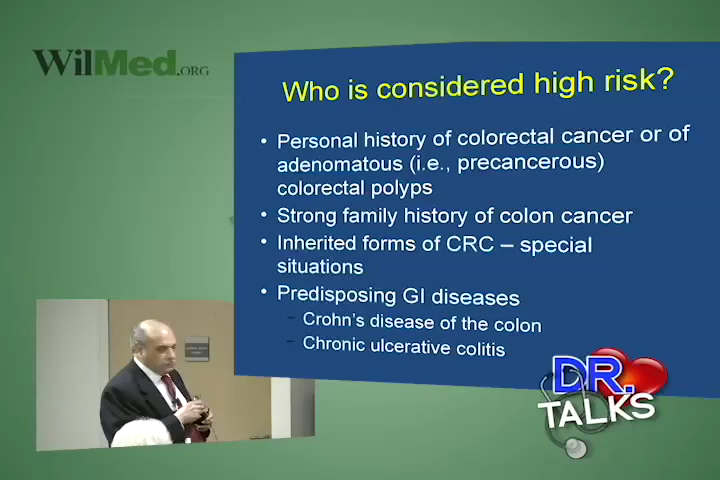 WilMed.ORG
Who is considered high risk?
• Personal history of colorectal cancer or of
adenomatous (i.e., precancerous)
colorectal polyps
• Strong family history of colon cancer
• Inherited forms of CRC – special
situations
• Predisposing GI diseases
– Crohn's disease of the colon
– Chronic ulcerative colitis
DR.
TALKS